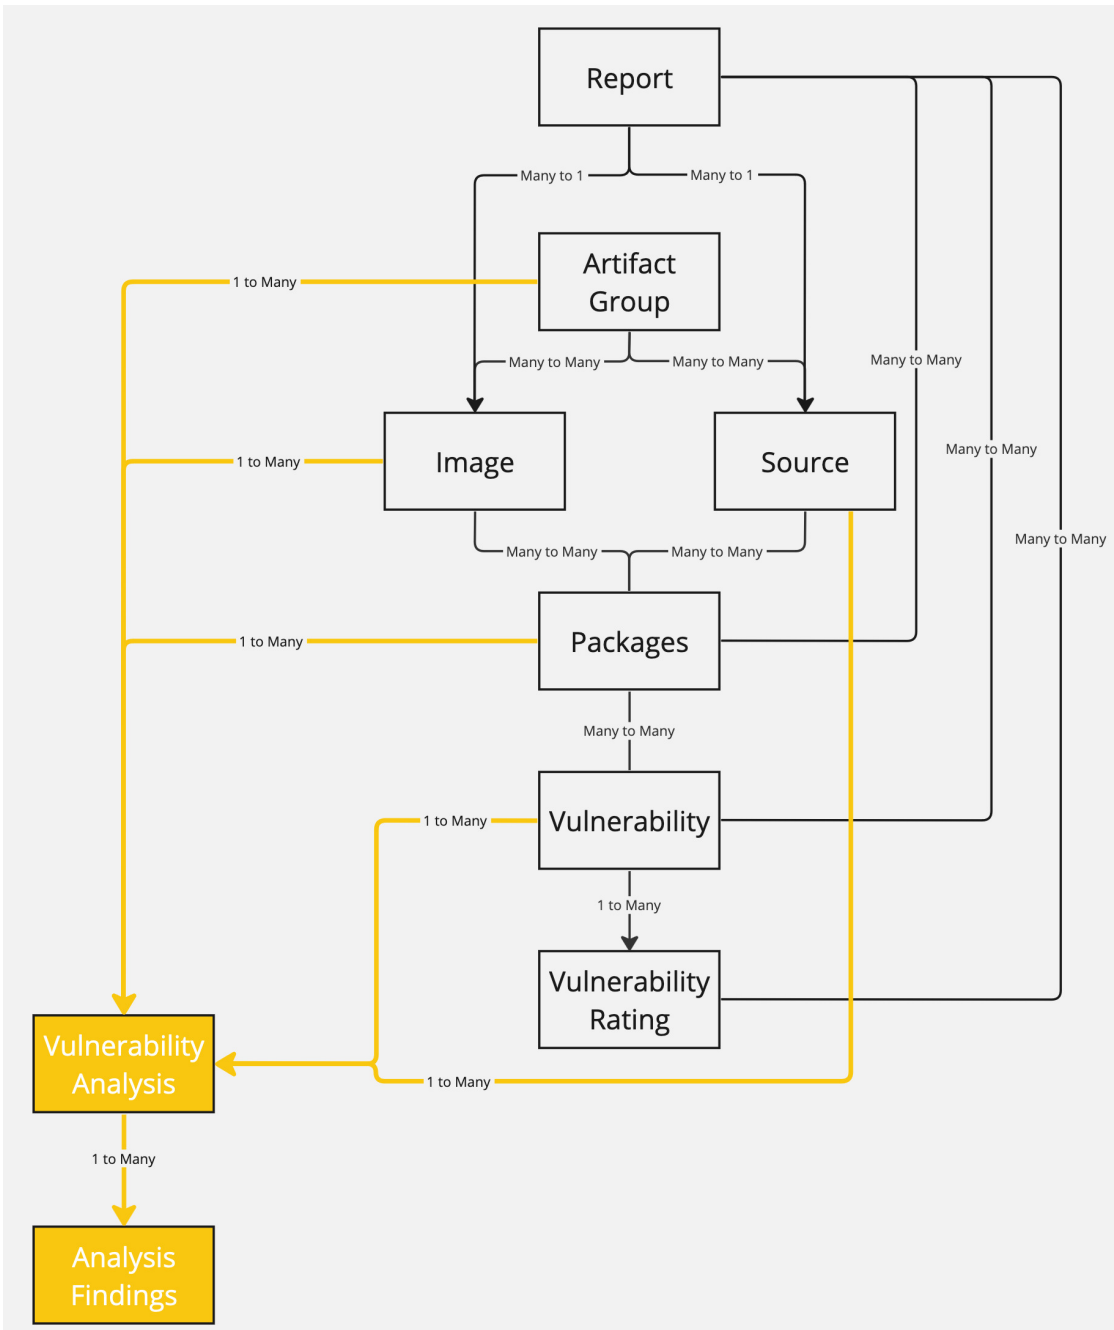 Report
Many to 1
Many to 1
Artifact
Group
1 to Many
Many to Many
Many to Many
Many to Many
Image
Source
1 to Many
Many to Many
Many to Many
Many to Many
Many to Many
Packages
1 to Many
Many to Many
Vulnerability
1 to Many
1 to Many
Vulnerability
Rating
Vulnerability
Analysis
1 to Many
1 to Many
Analysis
Findings